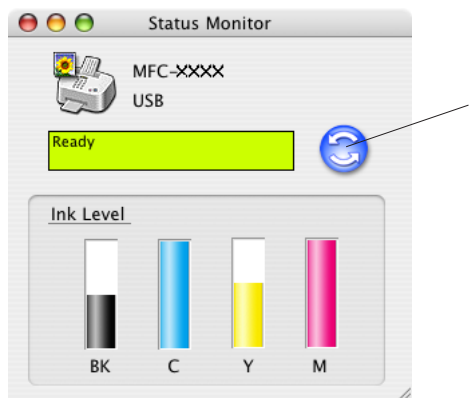 Status Monitor
MFC-XXXX
USB
Ready
Ink Level
BK C Y M